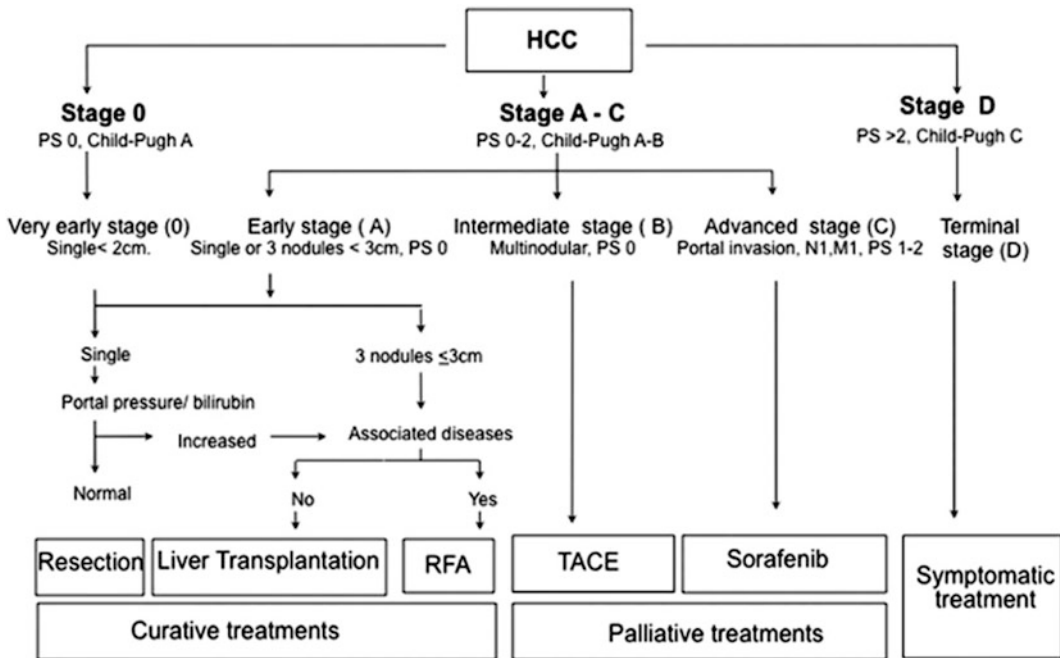 HCC
Stage 0
PS 0, Child-Pugh A
Stage A - C
PS 0-2, Child-Pugh A-B
Stage D
PS >2, Child-Pugh C
Very early stage (0)
Single< 2cm.
Early stage ( A)
Single or 3 nodules < 3cm, PS 0
Intermediate stage ( B)
Multinodular, PS 0
Advanced stage (C)
Portal invasion, N1,M1, PS 1-2
Terminal
stage (D)
Single
3 nodules ≤3cm
Portal pressure/ bilirubin
Increased
Associated diseases
Normal
No
Yes
Resection
Liver Transplantation
RFA
TACE
Sorafenib
Symptomatic
treatment
Curative treatments
Palliative treatments